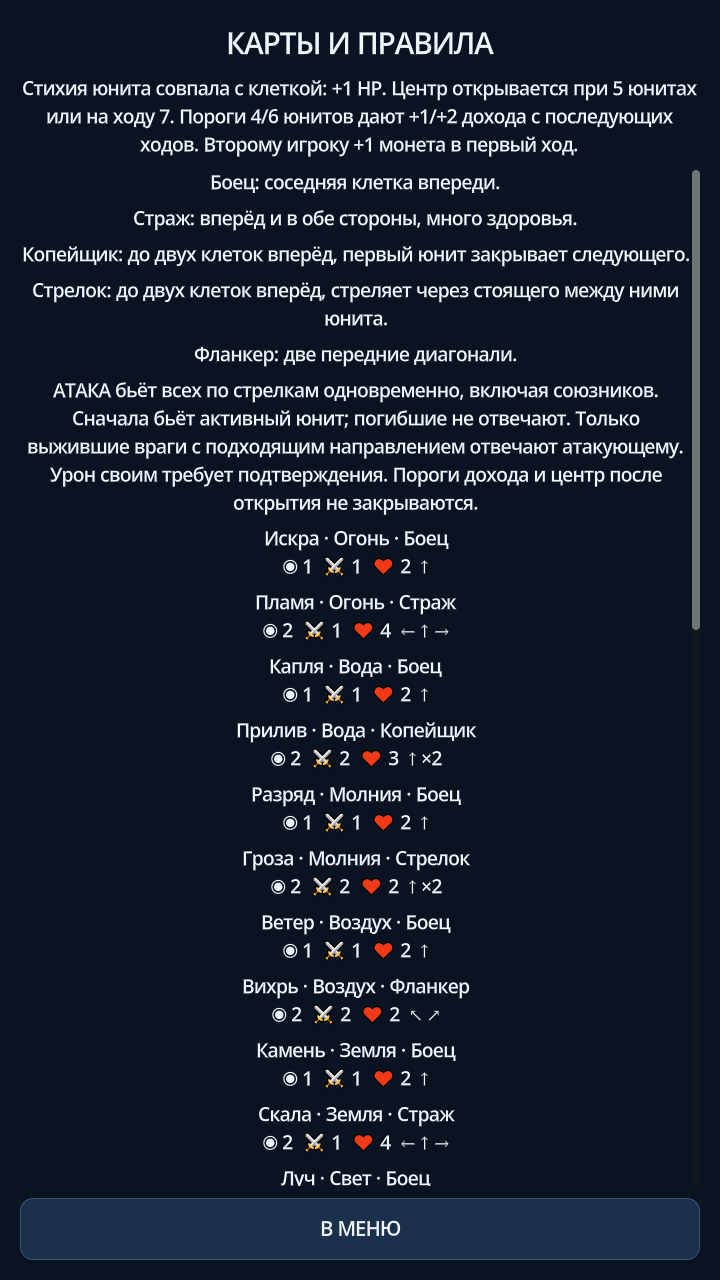 КАРТЫ И ПРАВИЛА
Стихия юнита совпала с клеткой: +1 HP. Центр открывается при 5 юнитах
или на ходу 7. Пороги 4/6 юнитов дают +1/+2 дохода с последующих
ходов. Второму игроку +1 монета в первый ход.
Боец: соседняя клетка впереди.
Страж: вперёд и в обе стороны, много здоровья.
Копейщик: до двух клеток вперёд, первый юнит закрывает следующего.
Стрелок: до двух клеток вперёд, стреляет через стоящего между ними
юнита.
Фланкер: две передние диагонали.
АТАКА бьёт всех по стрелкам одновременно, включая союзников.
Сначала бьёт активный юнит; погибшие не отвечают. Только
выжившие враги с подходящим направлением отвечают атакующему.
Урон своим требует подтверждения. Пороги дохода и центр после
открытия не закрываются.
Искра · Огонь · Боец
◉ 1 ⚔ 1 ❤ 2 ↑
Пламя · Огонь · Страж
◉ 2 ⚔ 1 ❤ 4 ←↑→
Капля · Вода · Боец
◉ 1 ⚔ 1 ❤ 2 ↑
Прилив · Вода · Копейщик
◉ 2 ⚔ 2 ❤ 3 ↑×2
Разряд · Молния · Боец
◉ 1 ⚔ 1 ❤ 2 ↑
Гроза · Молния · Стрелок
◉ 2 ⚔ 2 ❤ 2 ↑×2
Ветер · Воздух · Боец
◉ 1 ⚔ 1 ❤ 2 ↑
Вихрь · Воздух · Фланкер
◉ 2 ⚔ 2 ❤ 2 ↖↗
Камень · Земля · Боец
◉ 1 ⚔ 1 ❤ 2 ↑
Скала · Земля · Страж
◉ 2 ⚔ 1 ❤ 4 ←↑→
Луч · Свет · Боец
В МЕНЮ